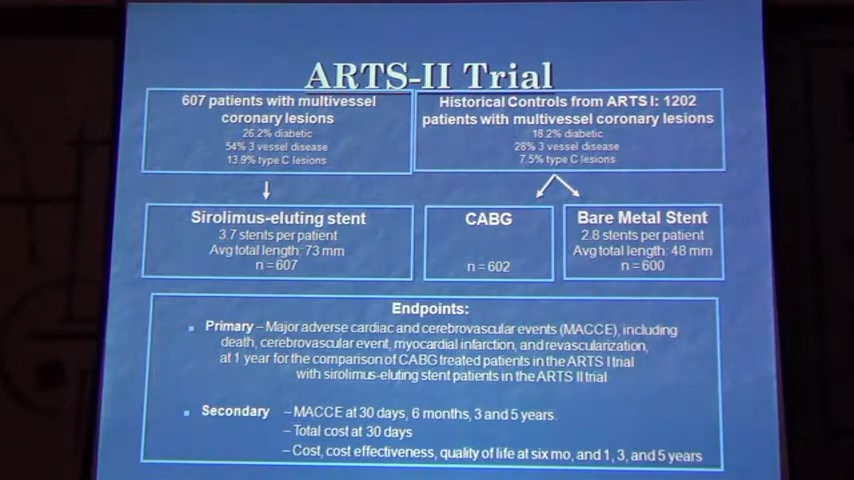 ARTS-II Trial
607 patients with multivessel
coronary lesions
26.2% diabetic
54% 3 vessel disease
13.9% type C lesions
Historical Controls from ARTS I: 1202
patients with multivessel coronary lesions
18.2% diabetic
28% 3 vessel disease
7.5% type C lesions
Sirolimus-eluting stent
3.7 stents per patient
Avg total length: 73 mm
n=607
CABG
n=602
Bare Metal Stent
2.8 stents per patient
Avg total length: 48 mm
n=600
Endpoints:
▪ Primary – Major adverse cardiac and cerebrovascular events (MACCE), including
death, cerebrovascular event, myocardial infarction, and revascularization,
at 1 year for the comparison of CABG treated patients in the ARTS I trial
with sirolimus-eluting stent patients in the ARTS II trial
▪ Secondary – MACCE at 30 days, 6 months, 3 and 5 years.
– Total cost at 30 days
– Cost, cost effectiveness, quality of life at six mo, and 1, 3, and 5 years